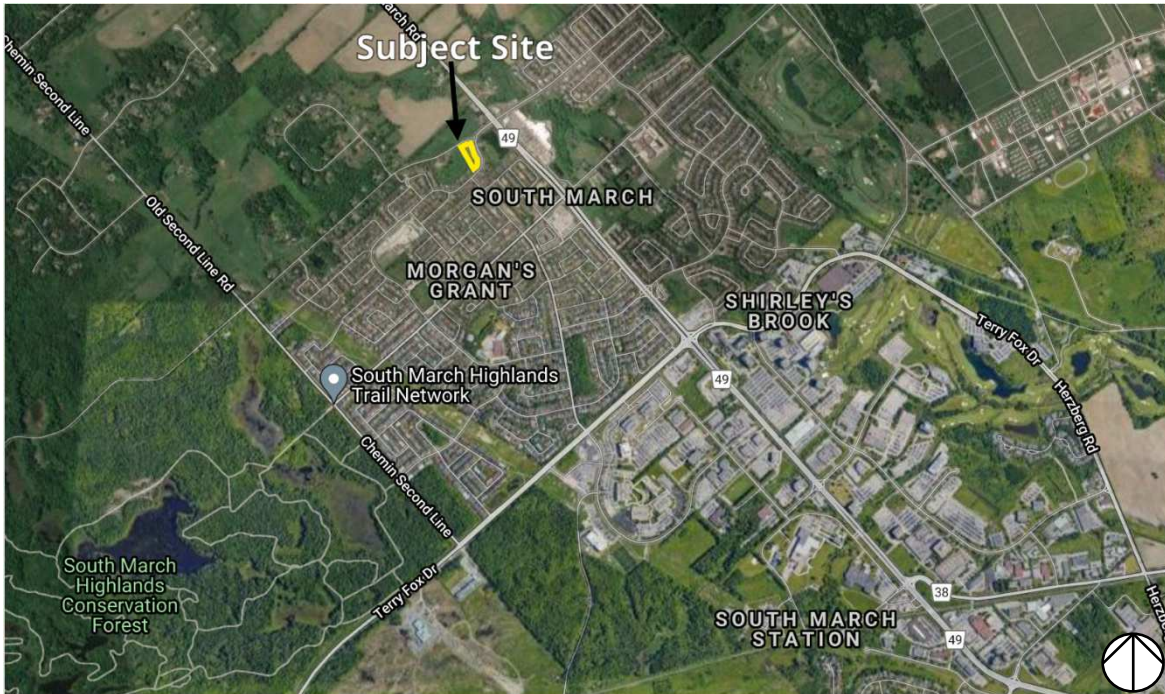 arch Rd
Subject Site
Chemin Second Line
49
SOUTH MARCH
Old Second Line Rd
MORGAN'S
GRANT
SHIRLEY'S
BROOK
Terry Fox Dr
49
South March Highlands
Trail Network
Herzberg Rd
Chemin Second Line
South March
Highlands
Conservation
Forest
Terry Fox Dr
38
SOUTH MARCH
STATION
49
Herzbe